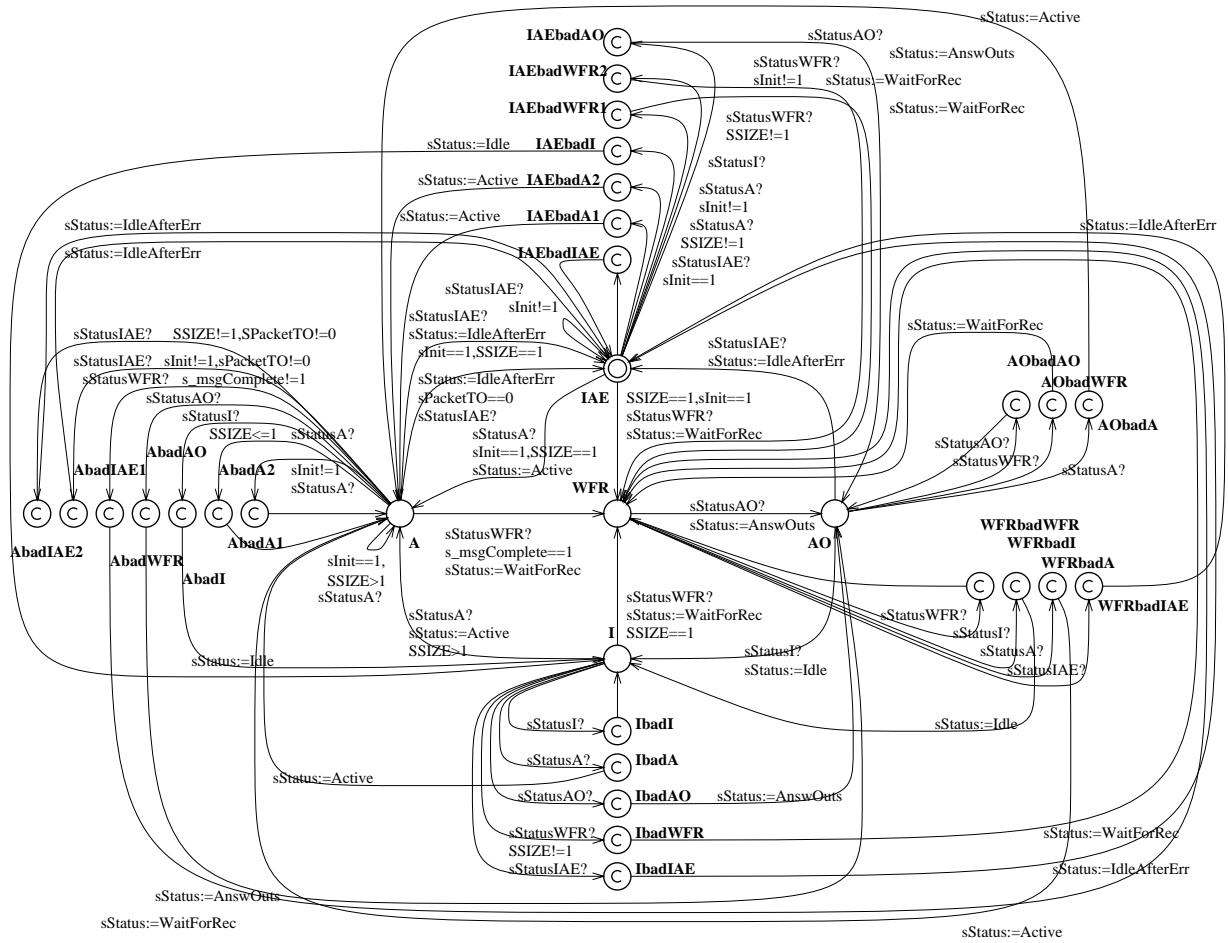 sStatus:=Active
IAEbadAO
sStatusAO?
sStatus:=AnswOuts
sStatusWFR?
IAEbadWFR2
sInit!=1
sStatus:=WaitForRec
IAEbadWFR1
sStatus:=WaitForRec
sStatusWFR?
SSIZE!=1
sStatus:=Idle
IAEbadI
sStatusI?
sStatus:=Active
IAEbadA2
sStatusA?
sInit!=1
sStatus:=Active
IAEbadA1
sStatusA?
SSIZE!=1
sStatus:=IdleAfterErr
sStatus:=IdleAfterErr
sStatus:=IdleAfterErr
IAEbadIAE
sStatusIAE?
sInit==1
sStatusIAE?
sInit!=1
sStatusIAE?
sStatus:=IdleAfterErr
sInit==1,SSIZE==1
sStatusIAE?
sStatus:=IdleAfterErr
sStatus:=WaitForRec
sStatusIAE?
SSIZE!=1,SPacketTO!=0
sStatusIAE?
sInit!=1,sPacketTO!=0
sStatusWFR?
s_msgComplete!=1
sStatusAO?
sStatusI?
SSIZE<=1
sStatusA?
sStatus:=IdleAfterErr
sPacketTO==0
sStatusIAE?
IAE
SSIZE==1,sInit==1
sStatusWFR?
sStatus:=WaitForRec
AObadAO
AObadWFR
AObadA
sStatusA?
sInit==1,SSIZE==1
sStatus:=Active
sStatusAO?
sStatusWFR?
sStatusA?
AbadAO
AbadIAE1
AbadA2
sInit!=1
sStatusA?
WFR
sStatusAO?
sStatus:=AnswOuts
AbadIAE2
AbadWFR
AbadA1
AbadI
A
AO
sStatusWFR?
s_msgComplete==1
sStatus:=WaitForRec
WFRbadWFR
WFRbadI
WFRbadA
WFRbadIAE
sInit==1,
SSIZE>1
sStatusA?
sStatusA?
sStatus:=Active
SSIZE>1
sStatusWFR?
sStatus:=WaitForRec
SSIZE==1
I
sStatusWFR?
sStatusI?
sStatusA?
sStatusIAE?
sStatusI?
sStatus:=Idle
sStatus:=Idle
sStatusI?
IbadI
sStatus:=Idle
sStatusA?
IbadA
sStatus:=Active
sStatusAO?
IbadAO
sStatus:=AnswOuts
sStatusWFR?
SSIZE!=1
IbadWFR
sStatus:=WaitForRec
sStatusIAE?
IbadIAE
sStatus:=IdleAfterErr
sStatus:=AnswOuts
sStatus:=WaitForRec
sStatus:=Active